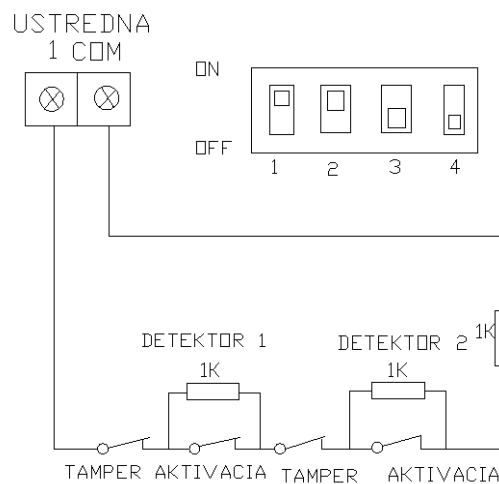 USTREDNA
1 COM
ON
OFF
1 2 3 4
DETEKTOR 1
DETEKTOR 2
1K
1K
1K
TAMPER AKTIVACIA TAMPER AKTIVACIA